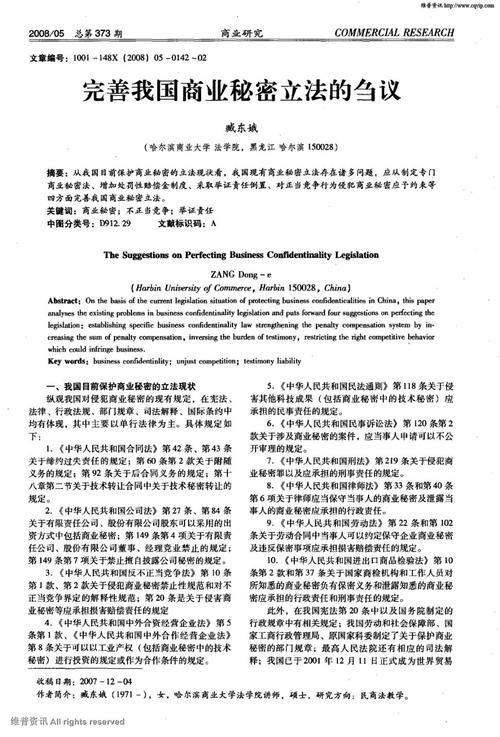 维普资讯 http://www.cqvip.com
2008/05 总第373期
商业研究
COMMERCIAL RESEARCH
文章编号：1001-148X（2008）05-0142-02
完善我国商业秘密立法的刍议
臧东娥
（哈尔滨商业大学 法学院，黑龙江 哈尔滨 150028）
摘要：从我国目前保护商业秘密的立法现状看，我国现有商业秘密立法存在诸多问题，应从制定专门
商业秘密法、增加处罚性赔偿金制度、采取举证责任倒置、对正当竞争行为侵犯商业秘密应予约束等
四方面完善我国商业秘密立法。
关键词：商业秘密；不正当竞争；举证责任
中图分类号：D912.29 文献标识码：A
The Suggestions on Perfecting Business Confidentinality Legislation
ZANG Dong-e
(Harbin University of Commerce, Harbin 150028, China)
Abstract: On the basis of the current legislation situation of protecting business confidenticalities in China, this paper
analyses the existing problems in business confidenticality legislation and puts forward four suggestions on perfecting the
legislation: establishing specific business confidentinality law strengthening the penalty compensation system by in-
creasing the sum of penalty compensation, inversing the burden of testimony, restricting the right competitive behavior
which could infringe business.
Key words: business confidentinlity; unjust competition; testimony liability
一、我国目前保护商业秘密的立法现状
纵观我国对侵犯商业秘密的现有规定，在宪法、
法律、行政法规、部门规章、司法解释、国际条约中
均有体现，其中主要以单行法律为主。具体规定如
下：
1.《中华人民共和国合同法》第42条、第43条
关于缔约过失责任的规定；第60条第2款关于附随
义务的规定；第92条关于后合同义务的规定；第十
八章第二节关于技术转让合同中关于技术秘密转让的
规定。
2.《中华人民共和国公司法》第27条、第84条
关于有限责任公司、股份有限公司股东可以采用的出
资方式中包括商业秘密；第149条第4项关于有限责
任公司、股份有限公司董事、经理竞业禁止的规定；
第149条第7项关于禁止擅自披露公司秘密的规定。
3.《中华人民共和国反不正当竞争法》第10条
第1款、第2款关于侵犯商业秘密禁止性规范和对不
正当竞争界定的解释性规范；第20条是关于侵害商
业秘密等应承担损害赔偿责任的规定
4.《中华人民共和国中外合资经营企业法》第5
条第1款、《中华人民共和国中外合作经营企业法》
第8条关于可以以工业产权（包括商业秘密中的技术
秘密）进行投资的规定或作为合作条件的规定。
5.《中华人民共和国民法通则》第118条关于侵
害其他科技成果（包括商业秘密中的技术秘密）应
承担的民事责任的规定。
6.《中华人民共和国民事诉讼法》第120条第2
款关于涉及商业秘密的案件，应当事人申请可以不公
开审理的规定。
7.《中华人民共和国刑法》第219条关于侵犯商
业秘密罪以及应承担的刑事责任的规定。
8.《中华人民共和国律师法》第33条和第40条
第6项关于律师应当保守当事人的商业秘密及泄露当
事人的商业秘密应承担的行政责任。
9.《中华人民共和国劳动法》第22条和第102
条关于劳动合同中当事人可以约定保守企业商业秘密
及违反保密事项应承担损害赔偿责任的规定。
10.《中华人民共和国进出口商品检验法》第10
条第2款和第37条关于国家商检机构和工作人员对
所知悉的商业秘密负有保密义务和泄露知悉的商业秘
密应承担的行政责任和刑事责任的规定。
此外，在我国宪法第20条中以及国务院制定的
行政规章中有相关规定；我国劳动和社会保障部、国
家工商行政管理局、原国家科委制定了关于保护商业
秘密的部门规章；最高人民法院还有相应的司法解
释；我国已于2001年12月11日正式成为世界贸易
收稿日期：2007-12-04
作者简介：臧东娥（1971-），女，哈尔滨商业大学法学院讲师，硕士，研究方向：民商法教学。
维普资讯 All rights reserved